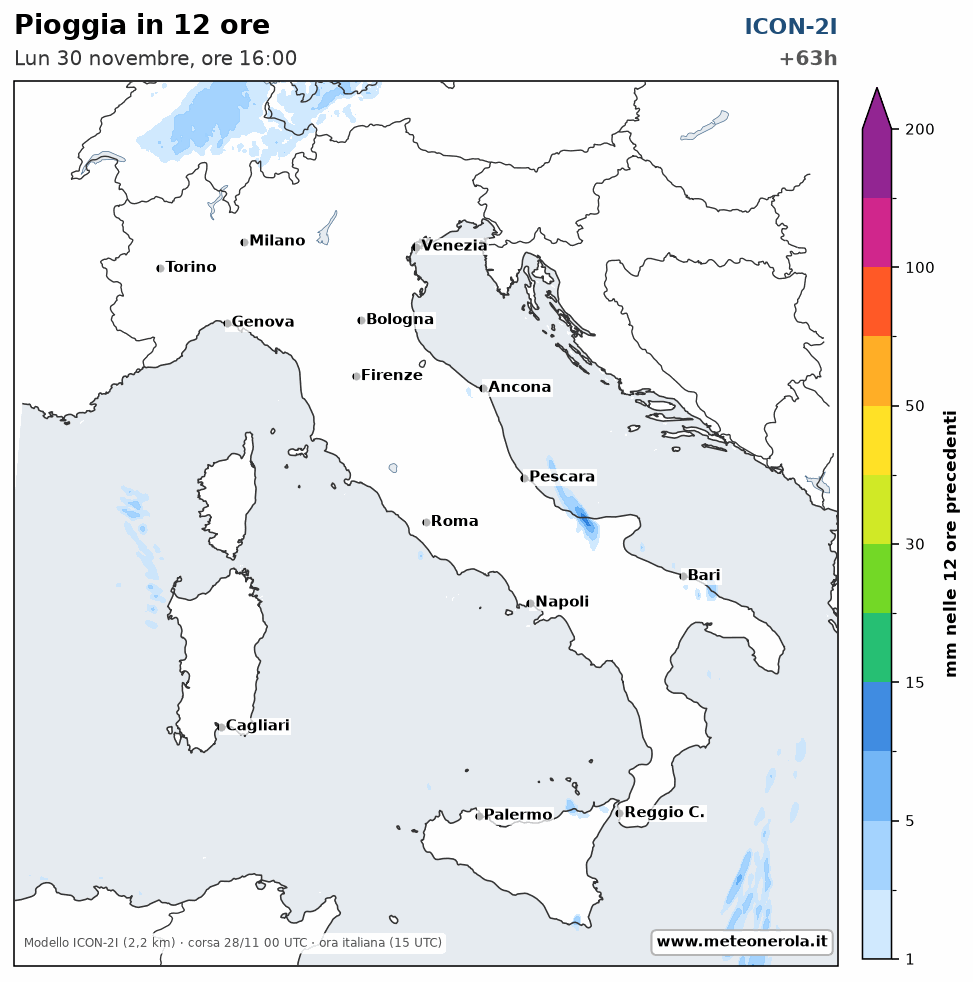 Pioggia in 12 ore
ICON-2I
Lun 30 novembre, ore 16:00
+63h
Milano
Venezia
Torino
Genova
Bologna
Firenze
Ancona
Pescara
Roma
Bari
Napoli
Cagliari
Palermo
Reggio C.
200
100
50
30
15
5
1
mm nelle 12 ore precedenti
Modello ICON-2I (2,2 km) · corsa 28/11 00 UTC · ora italiana (15 UTC)
www.meteonerola.it